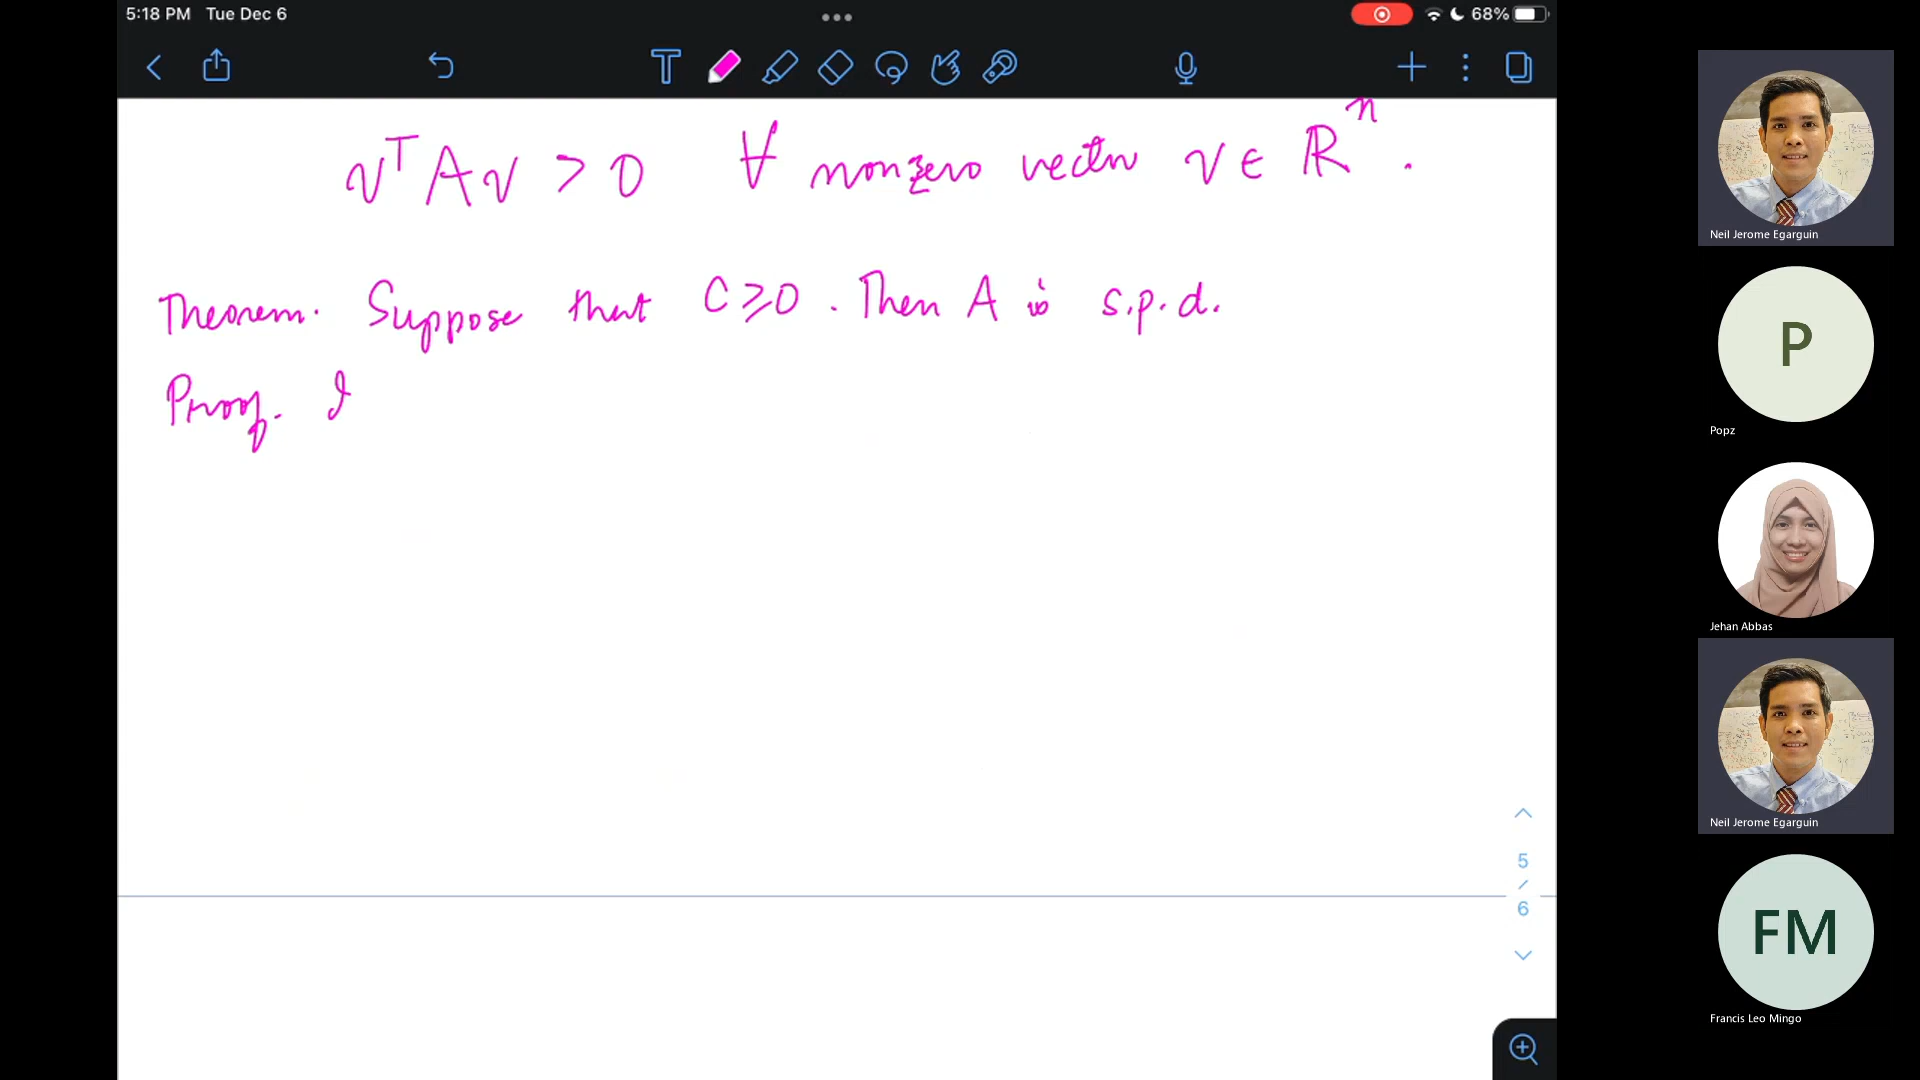 5:18 PM Tue Dec 6
68%
vᵀAv > 0 ∀ nonzero vector v ∈ ℝⁿ.
Theorem. Suppose that C ≥ 0. Then A is s.p.d.
Proof. I
5
/
6
Neil Jerome Egarguin
P
Popz
Jehan Abbas
Neil Jerome Egarguin
FM
Francis Leo Mingo